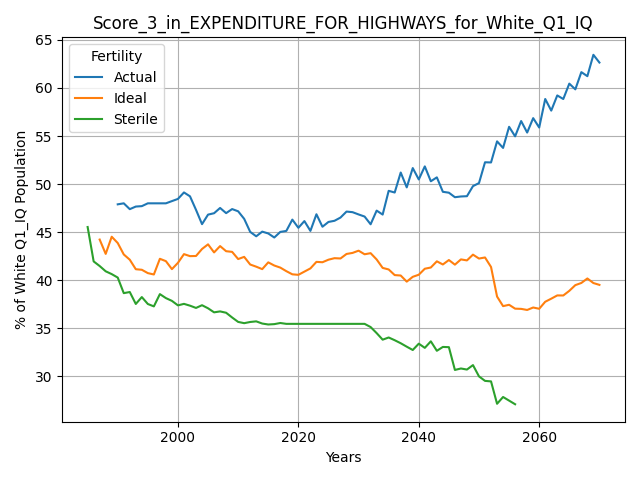 Score_3_in_EXPENDITURE_FOR_HIGHWAYS_for_White_Q1_IQ
Fertility
Actual
Ideal
Sterile
% of White Q1_IQ Population
65
60
55
50
45
40
35
30
2000
2020
2040
2060
Years